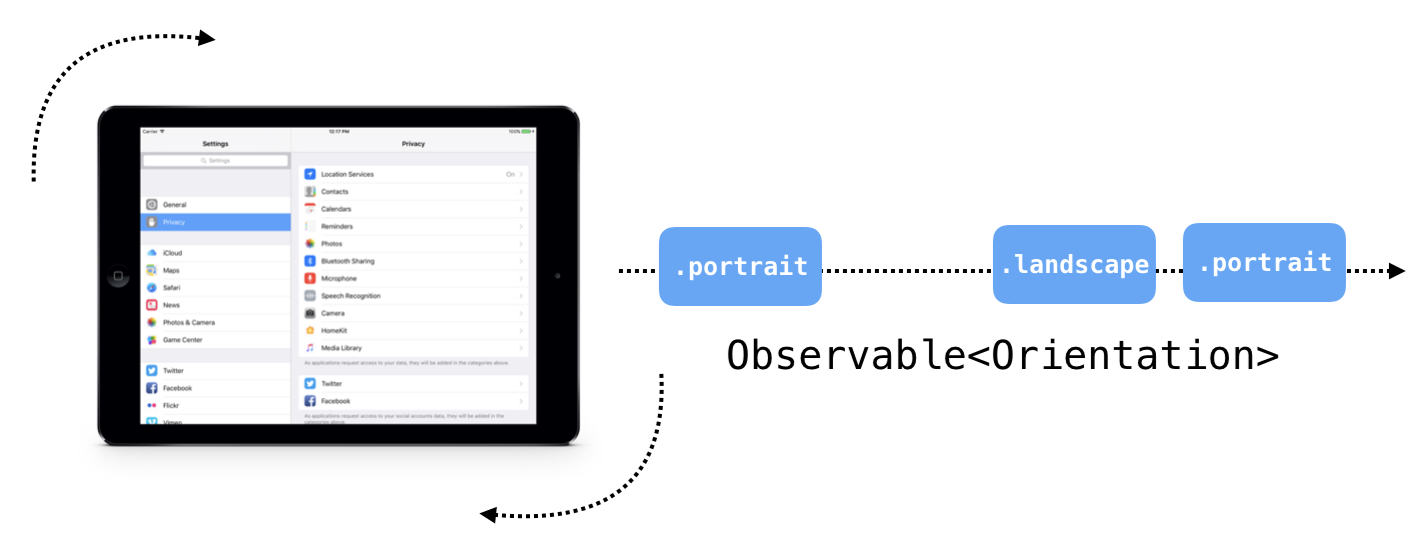 Carrier 12:17 PM 100%
Settings Privacy
Settings
General
Privacy
iCloud
Maps
Safari
News
Photos & Camera
Game Center
Twitter
Facebook
Flickr
Vimeo
Location Services On
Contacts
Calendars
Reminders
Photos
Bluetooth Sharing
Microphone
Speech Recognition
Camera
HomeKit
Media Library
As applications request access to your data, they will be added in the categories above.
Twitter
Facebook
As applications request access to your social accounts data, they will be added in the
categories above.
.portrait .landscape .portrait
Observable<Orientation>